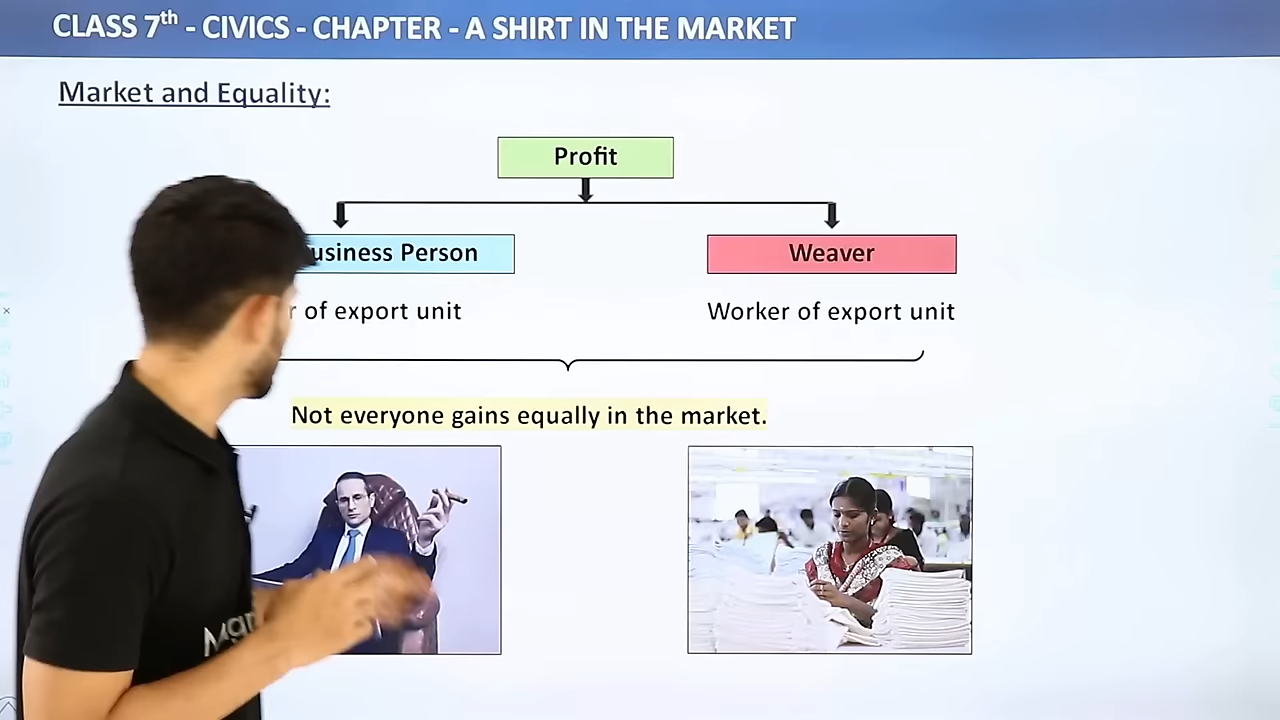 CLASS 7th - CIVICS - CHAPTER - A SHIRT IN THE MARKET
Market and Equality:
Profit
usiness Person
Weaver
r of export unit
Worker of export unit
Not everyone gains equally in the market.